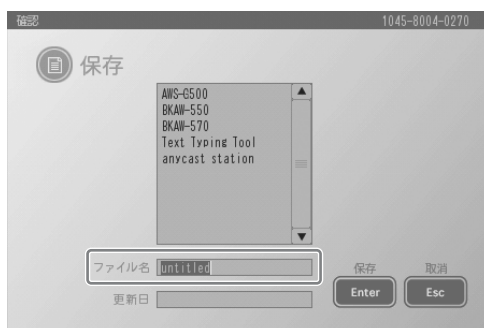 確認 1045-8004-0270
保存
AWS-G500
BKAW-550
BKAW-570
Text Typing Tool
anycast station
ファイル名 untitled
保存 取消
更新日 Enter Esc